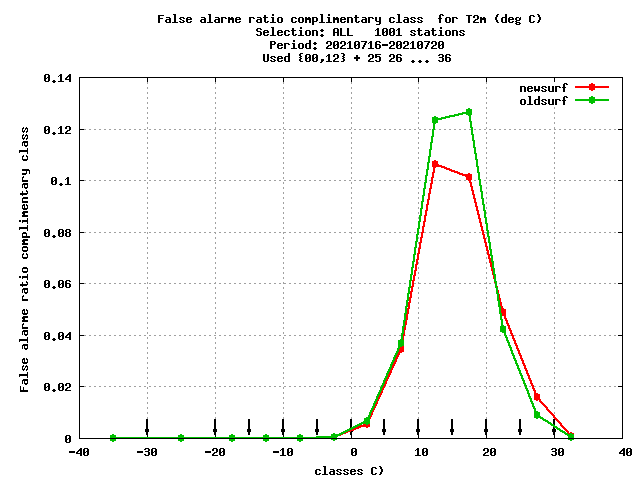 False alarme ratio complimentary class  for T2m (deg C)
Selection: ALL   1001 stations
Period: 20210716-20210720
Used {00,12} + 25 26 ... 36
newsurf
oldsurf
False alarme ratio complimentary class
0.14
0.12
0.1
0.08
0.06
0.04
0.02
0
-40 -30 -20 -10 0 10 20 30 40
classes C)